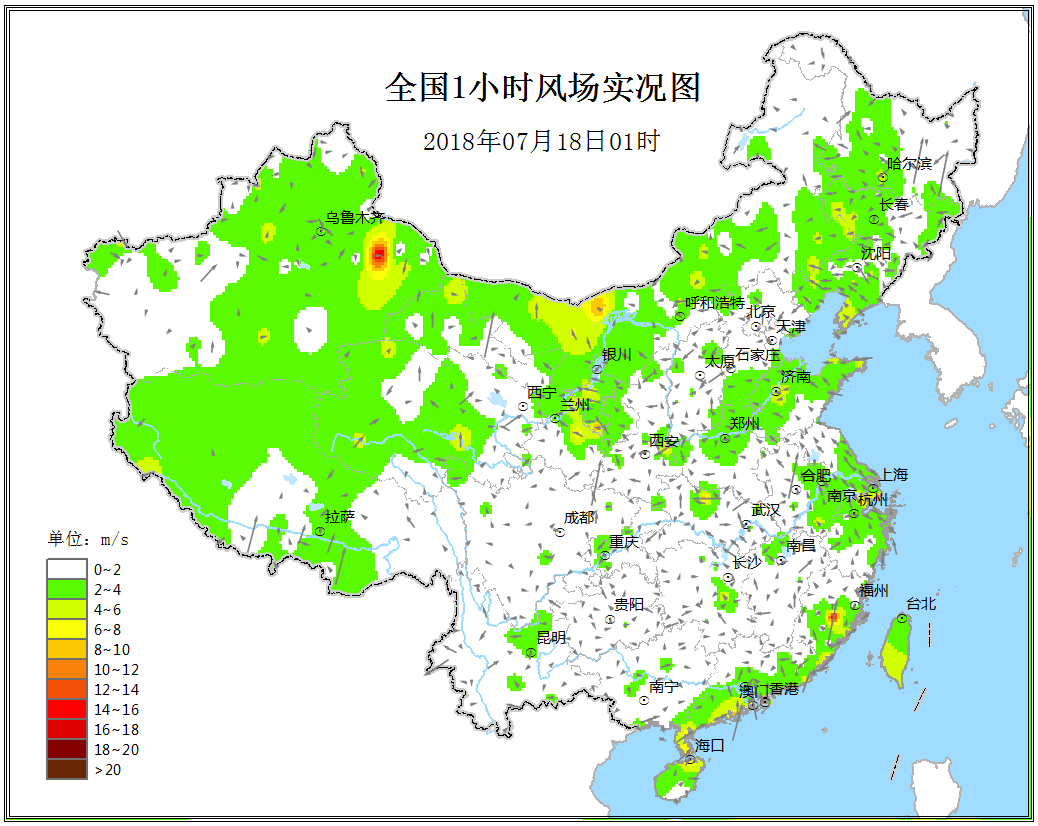 全国1小时风场实况图
2018年07月18日01时
哈尔滨
长春
乌鲁木齐
沈阳
呼和浩特
北京
天津
银川
太原
石家庄
济南
西宁
兰州
郑州
西安
合肥
上海
南京
杭州
拉萨
成都
武汉
重庆
南昌
长沙
贵阳
福州
台北
昆明
南宁
澳门
香港
海口
单位：m/s
0~2
2~4
4~6
6~8
8~10
10~12
12~14
14~16
16~18
18~20
>20